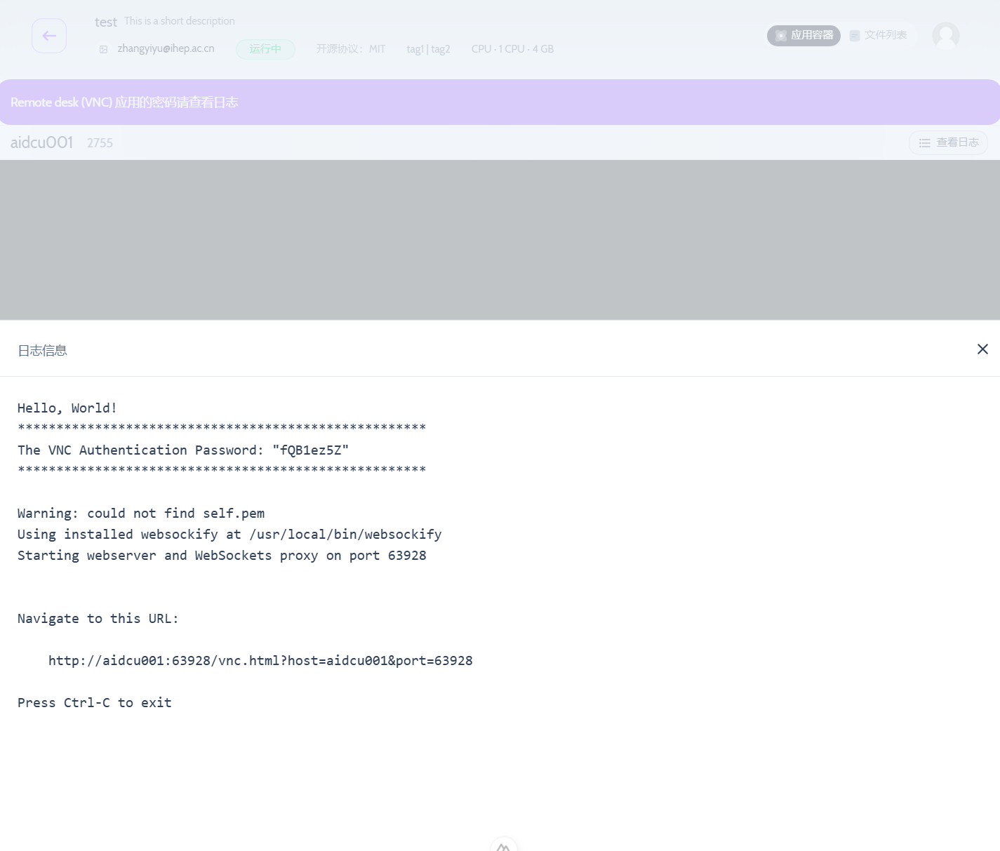 test This is a short description
zhangyiyu@ihep.ac.cn 运行中 开源协议：MIT tag1 | tag2 CPU · 1 CPU · 4 GB
应用容器 文件列表
Remote desk (VNC) 应用的密码请查看日志
aidcu001 2755 查看日志
日志信息
Hello, World!
*****************************************************
The VNC Authentication Password: "fQB1ez5Z"
*****************************************************
Warning: could not find self.pem
Using installed websockify at /usr/local/bin/websockify
Starting webserver and WebSockets proxy on port 63928
Navigate to this URL:
http://aidcu001:63928/vnc.html?host=aidcu001&port=63928
Press Ctrl-C to exit